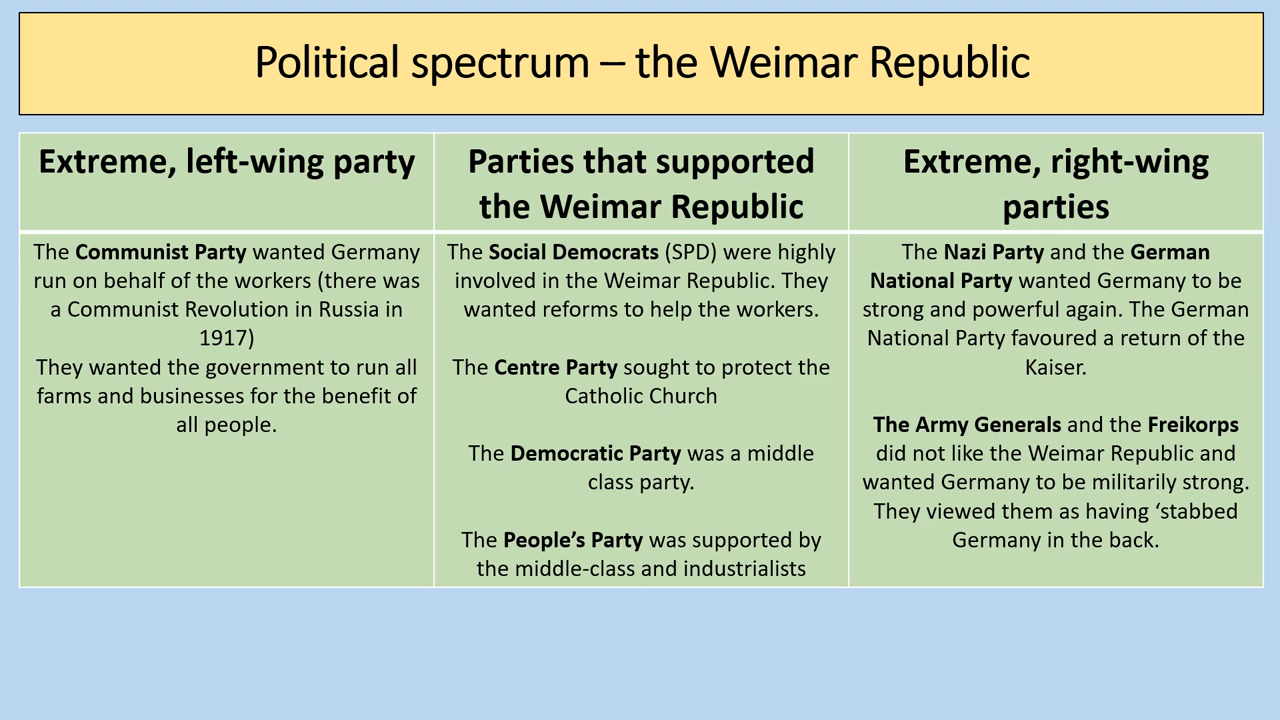 Political spectrum – the Weimar Republic
Extreme, left-wing party
Parties that supported
the Weimar Republic
Extreme, right-wing
parties
The Communist Party wanted Germany
run on behalf of the workers (there was
a Communist Revolution in Russia in
1917)
They wanted the government to run all
farms and businesses for the benefit of
all people.
The Social Democrats (SPD) were highly
involved in the Weimar Republic. They
wanted reforms to help the workers.
The Centre Party sought to protect the
Catholic Church
The Democratic Party was a middle
class party.
The People’s Party was supported by
the middle-class and industrialists
The Nazi Party and the German
National Party wanted Germany to be
strong and powerful again. The German
National Party favoured a return of the
Kaiser.
The Army Generals and the Freikorps
did not like the Weimar Republic and
wanted Germany to be militarily strong.
They viewed them as having ‘stabbed
Germany in the back.